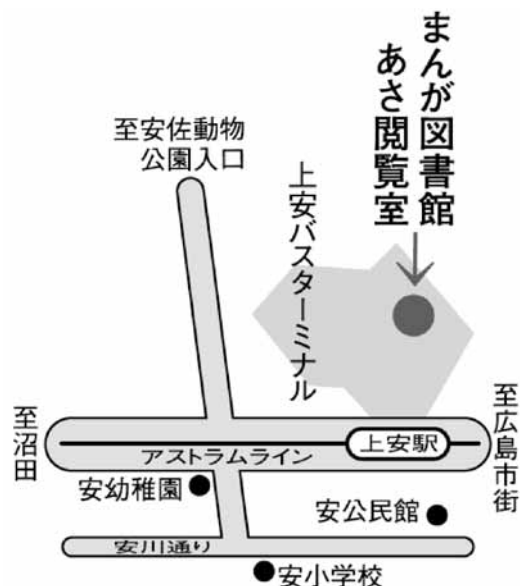 まんが図書館
あさ閲覧室
至安佐動物
公園入口
上安バスターミナル
至沼田
至広島市街
上安駅
アストラムライン
安幼稚園
安公民館
安川通り
安小学校